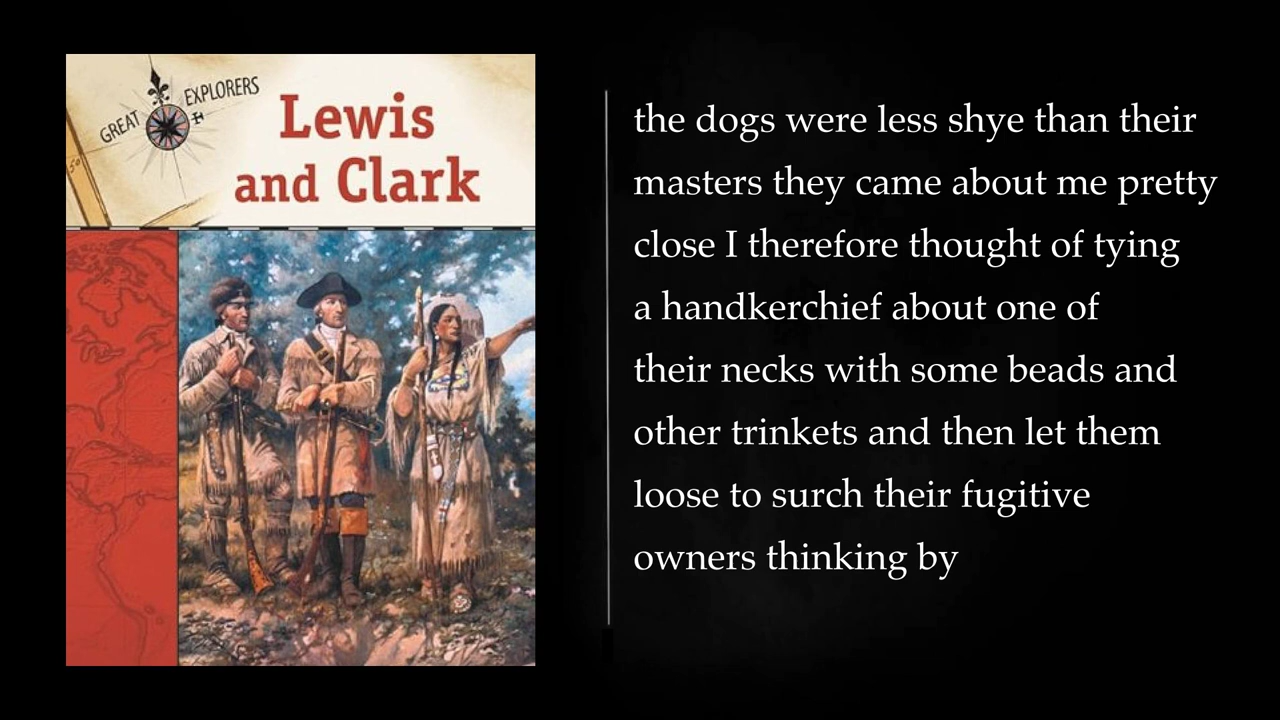 GREAT EXPLORERS
Lewis
and Clark
50
the dogs were less shye than their
masters they came about me pretty
close I therefore thought of tying
a handkerchief about one of
their necks with some beads and
other trinkets and then let them
loose to surch their fugitive
owners thinking by